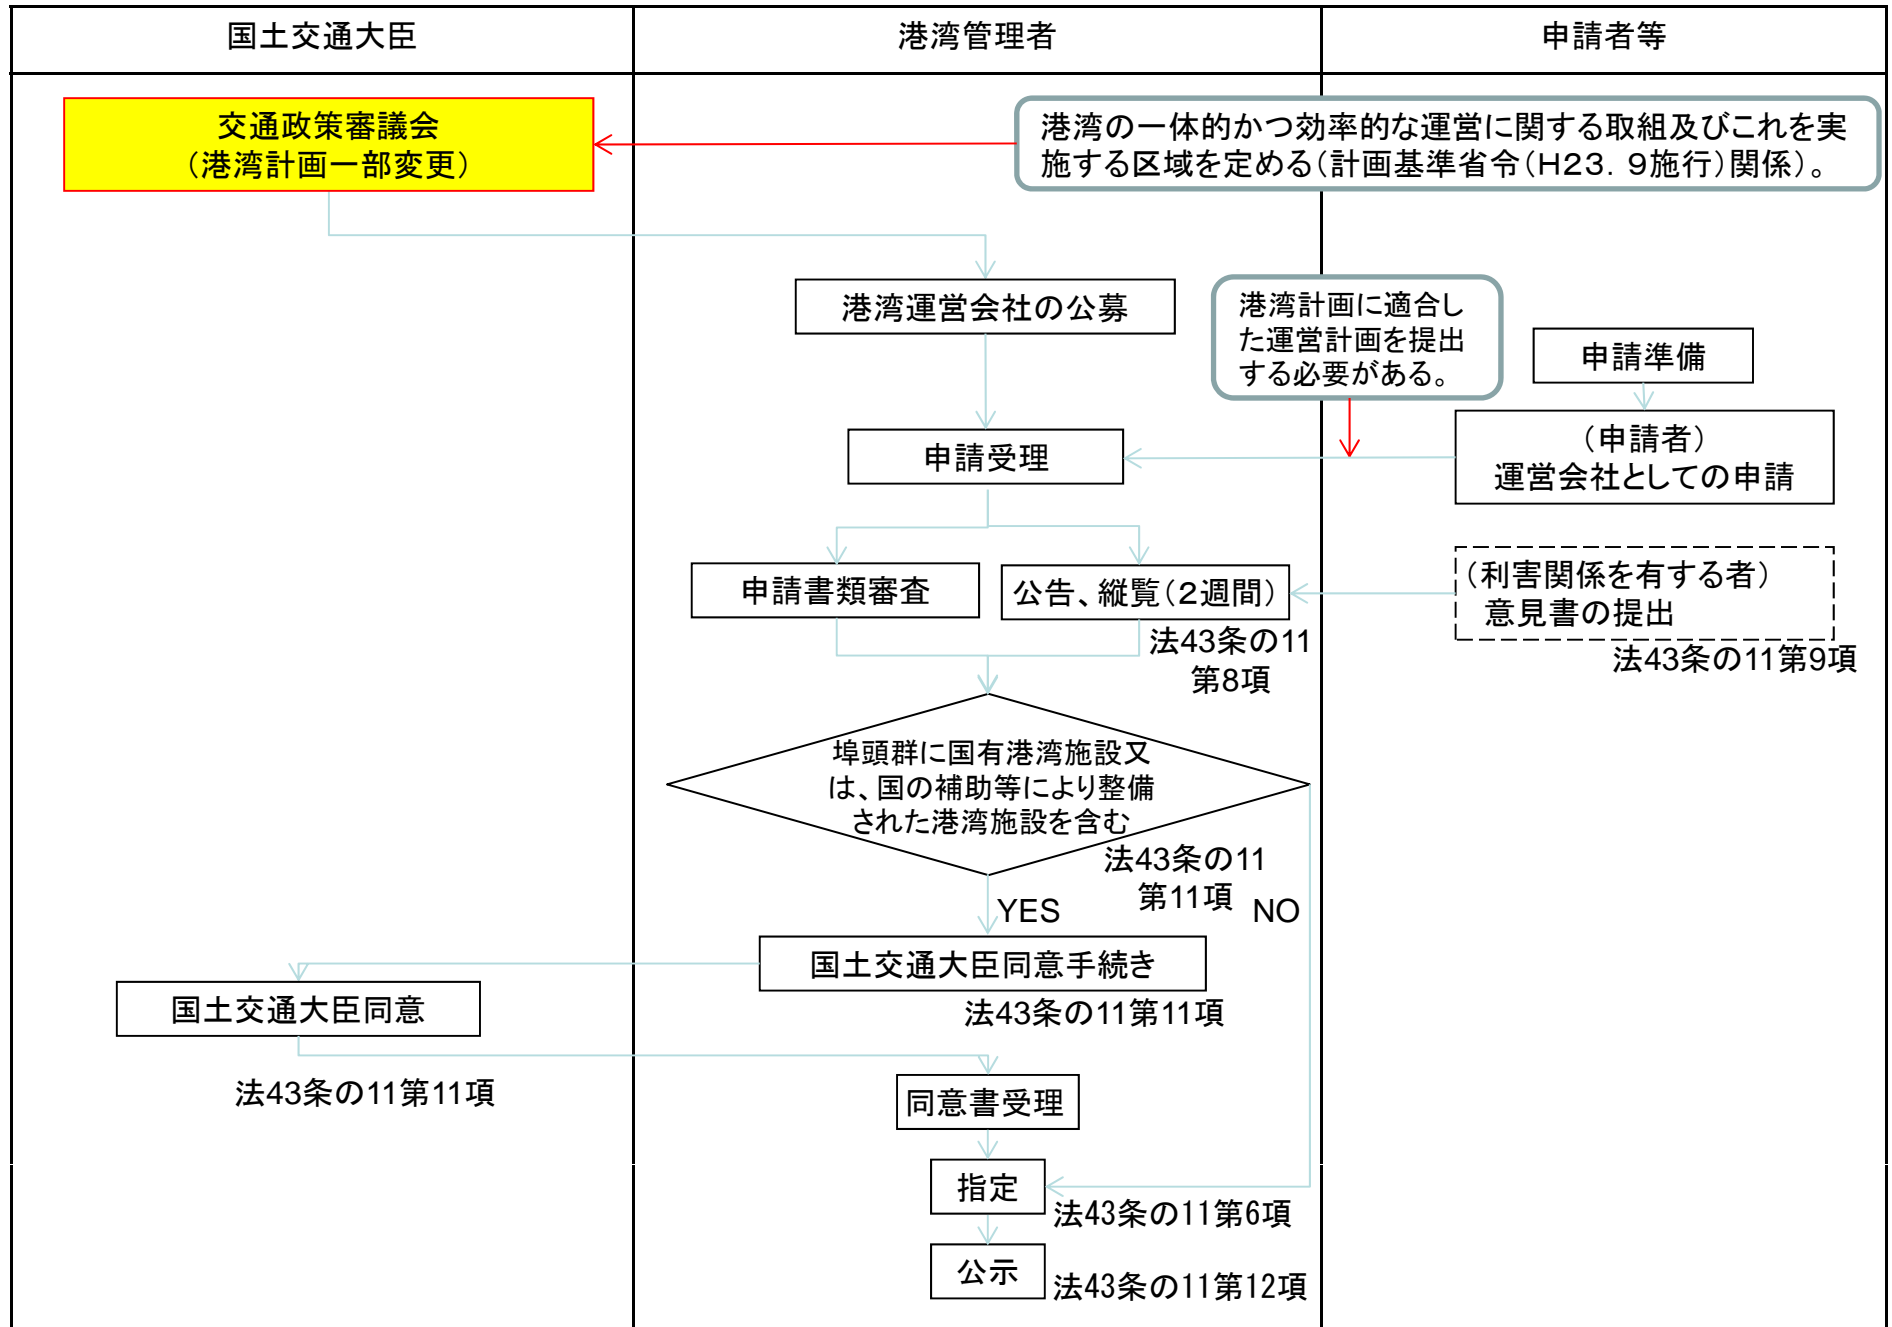 国土交通大臣
港湾管理者
申請者等
交通政策審議会
（港湾計画一部変更）
港湾の一体的かつ効率的な運営に関する取組及びこれを実
施する区域を定める（計画基準省令（H23．9施行）関係）。
港湾運営会社の公募
港湾計画に適合し
た運営計画を提出
する必要がある。
申請準備
（申請者）
運営会社としての申請
申請受理
申請書類審査
公告、縦覧（2週間）
（利害関係を有する者）
意見書の提出
法43条の11
第8項
法43条の11第9項
埠頭群に国有港湾施設又
は、国の補助等により整備
された港湾施設を含む
法43条の11
第11項
YES
NO
国土交通大臣同意手続き
法43条の11第11項
国土交通大臣同意
法43条の11第11項
同意書受理
指定
法43条の11第6項
公示
法43条の11第12項